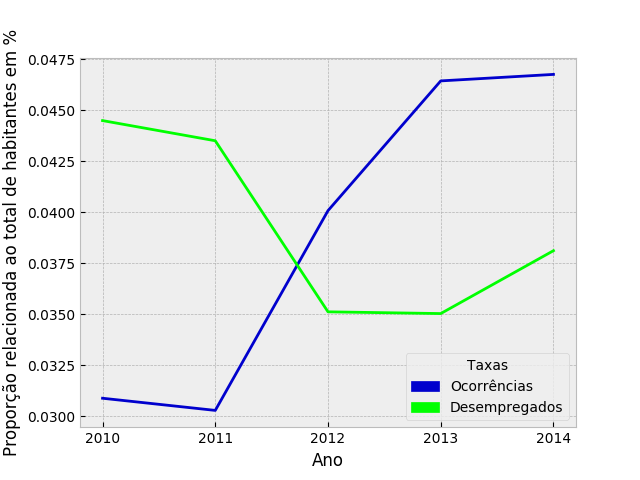 Proporção relacionada ao total de habitantes em %
0.0475
0.0450
0.0425
0.0400
0.0375
0.0350
0.0325
0.0300
Taxas
Ocorrências
Desempregados
2010 2011 2012 2013 2014
Ano